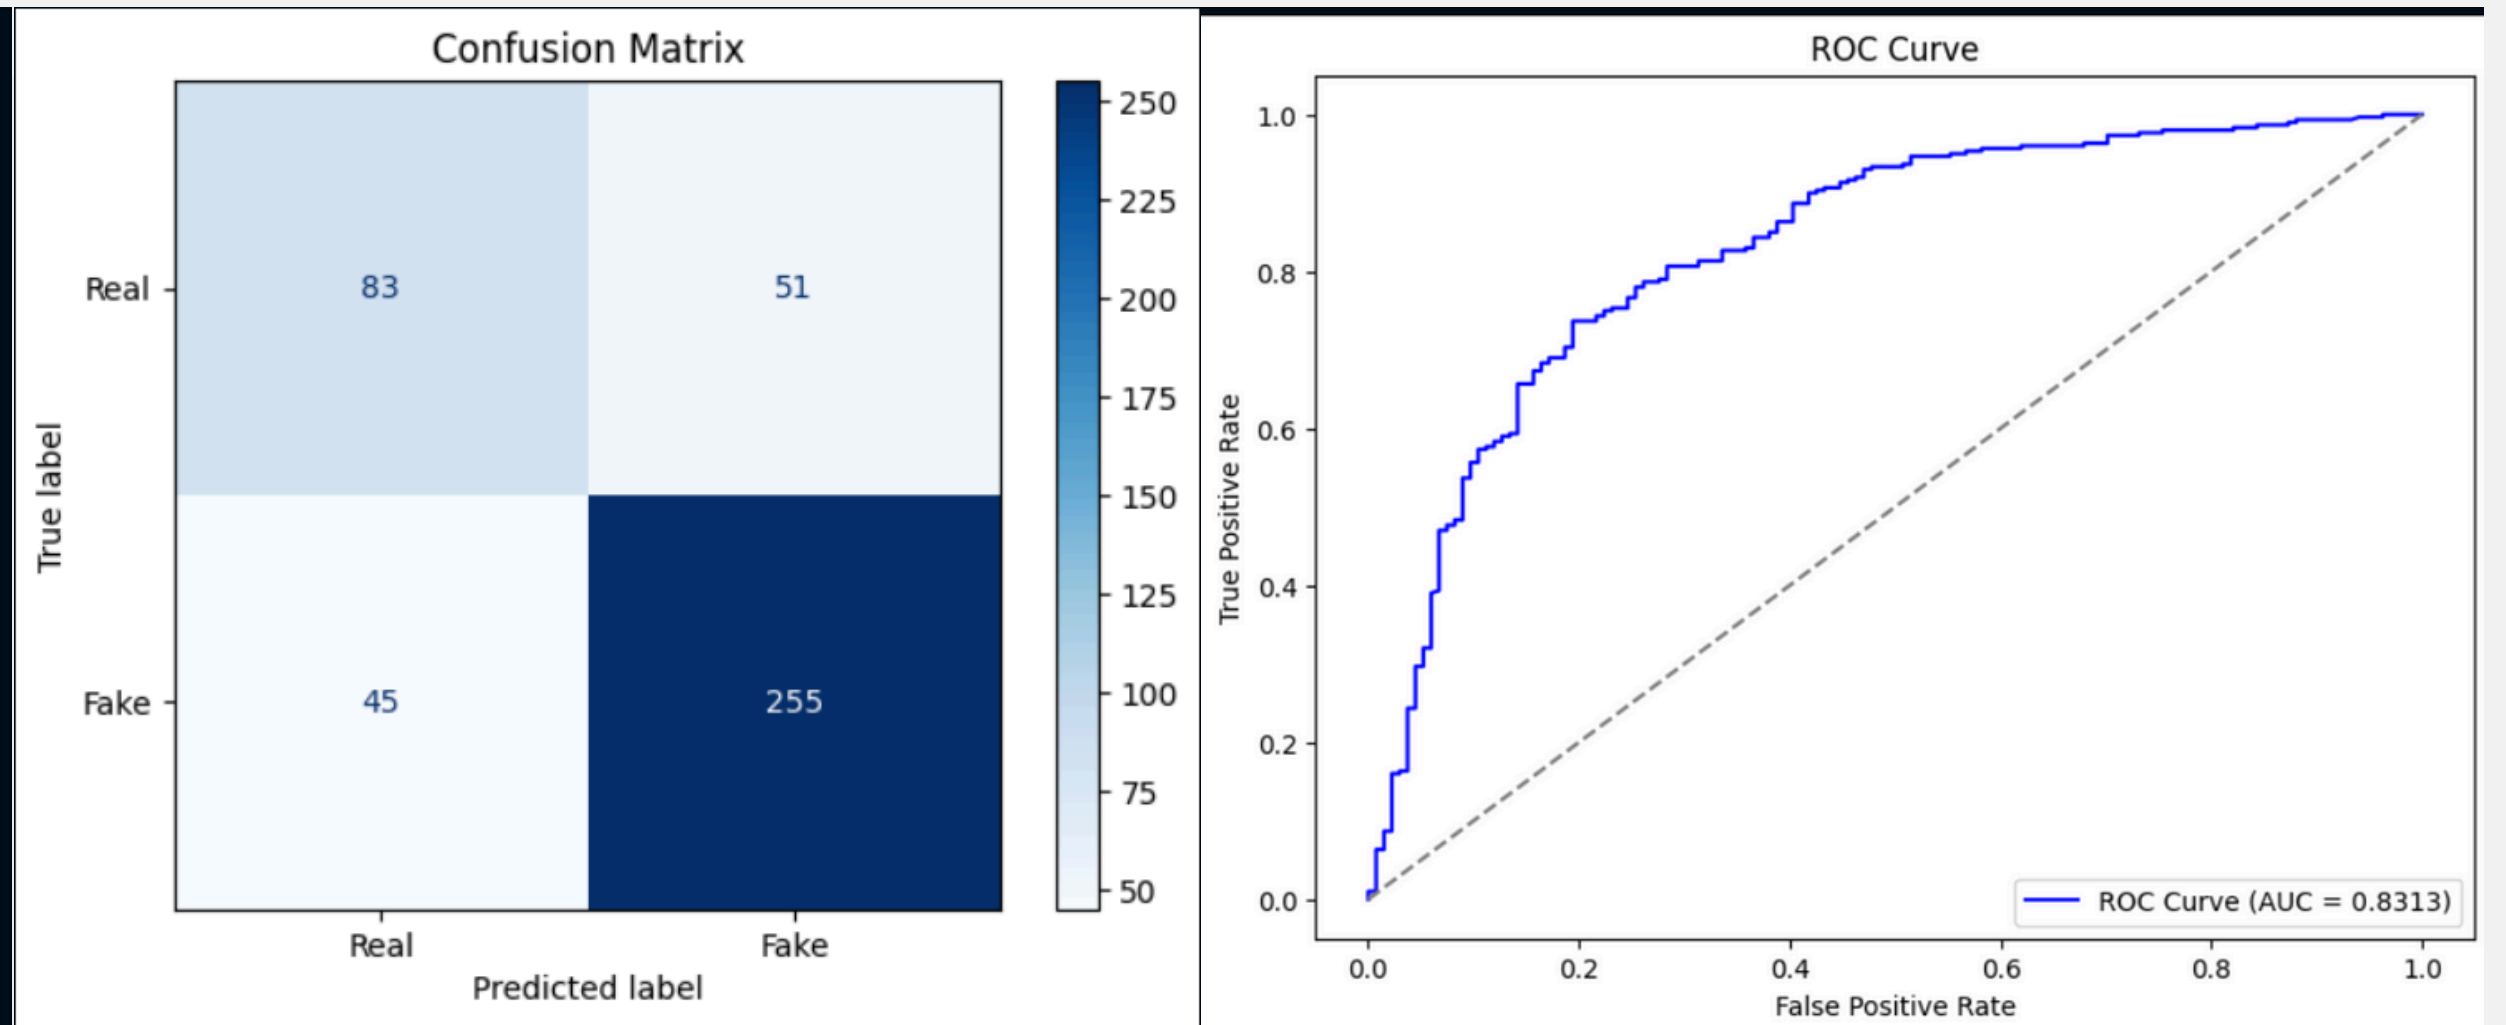 Confusion Matrix
True label
Real
83
51
Fake
45
255
Real
Fake
Predicted label
250
225
200
175
150
125
100
75
50
ROC Curve
True Positive Rate
1.0
0.8
0.6
0.4
0.2
0.0
ROC Curve (AUC = 0.8313)
0.0
0.2
0.4
0.6
0.8
1.0
False Positive Rate